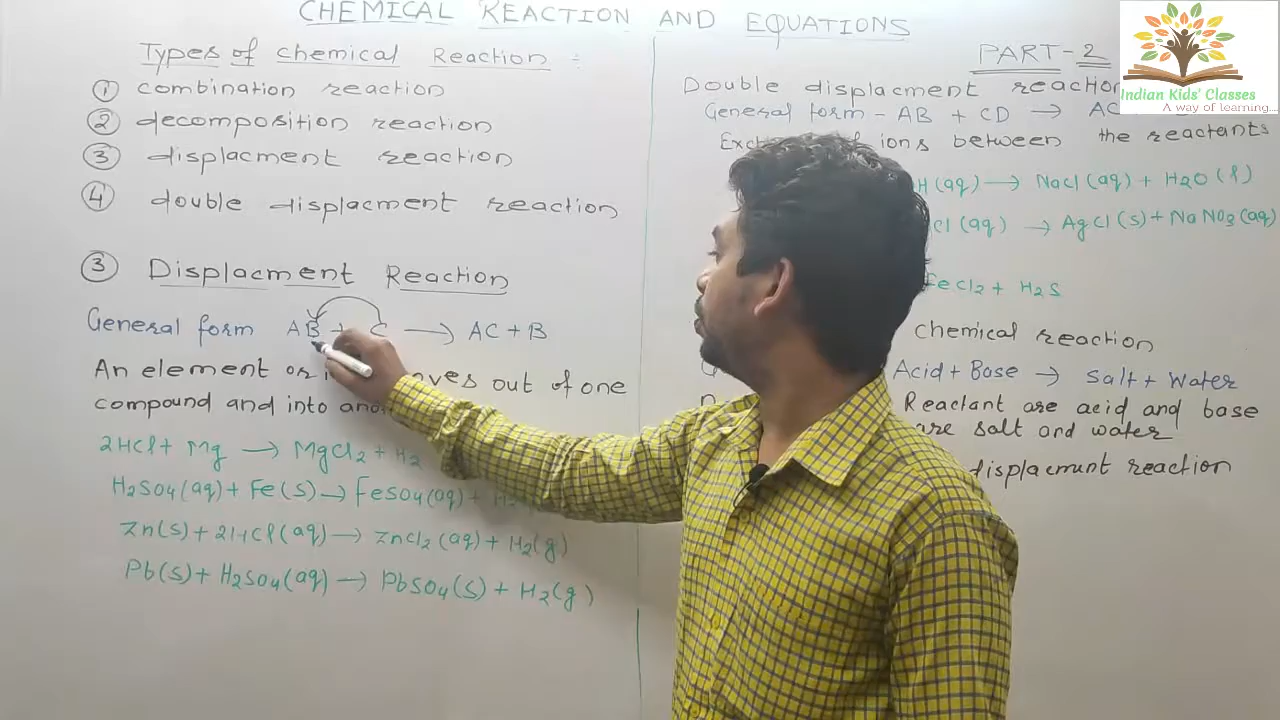 CHEMICAL REACTION AND EQUATIONS
Types of chemical Reaction :
① combination reaction
② decomposition reaction
③ displacment reaction
④ double displacment reaction
③ Displacment Reaction
General form AB + C → AC + B
An element or out of one
compound and into
2HCl + Mg → MgCl2 + H2
H2SO4(aq) + Fe(s) → FeSO4(aq) +
Zn(s) + 2HCl(aq) → ZnCl2(aq) + H2(g)
Pb(s) + H2SO4(aq) → PbSO4(s) + H2(g)
PART-2
Double displacment reaction
General form - AB + CD → AC
ions between the reactants
(aq) → NaCl(aq) + H2O(l)
(aq) → AgCl(s) + NaNO3(aq)
FeCl2 + H2S
chemical reaction
Acid + Base → Salt + Water
Reactant are acid and base
are salt and water
displacmunt reaction
Indian Kids' Classes
A way of learning...